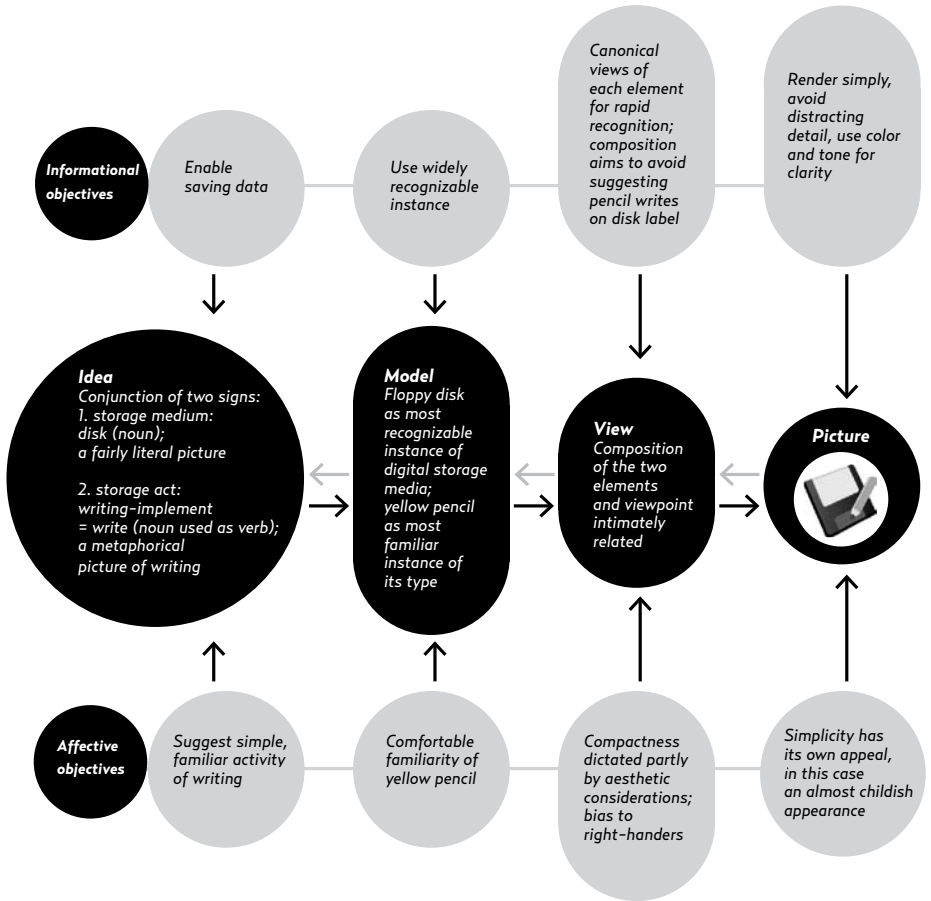 Informational
objectives
Enable
saving data
Use widely
recognizable
instance
Canonical
views of
each element
for rapid
recognition;
composition
aims to avoid
suggesting
pencil writes
on disk label
Render simply,
avoid
distracting
detail, use color
and tone for
clarity
Idea
Conjunction of two signs:
1. storage medium:
disk (noun);
a fairly literal picture
2. storage act:
writing-implement
= write (noun used as verb);
a metaphorical
picture of writing
Model
Floppy disk
as most
recognizable
instance of
digital storage
media;
yellow pencil
as most
familiar
instance of
its type
View
Composition
of the two
elements
and viewpoint
intimately
related
Picture
Affective
objectives
Suggest simple,
familiar activity
of writing
Comfortable
familiarity of
yellow pencil
Compactness
dictated partly
by aesthetic
considerations;
bias to
right-handers
Simplicity has
its own appeal,
in this case
an almost childish
appearance